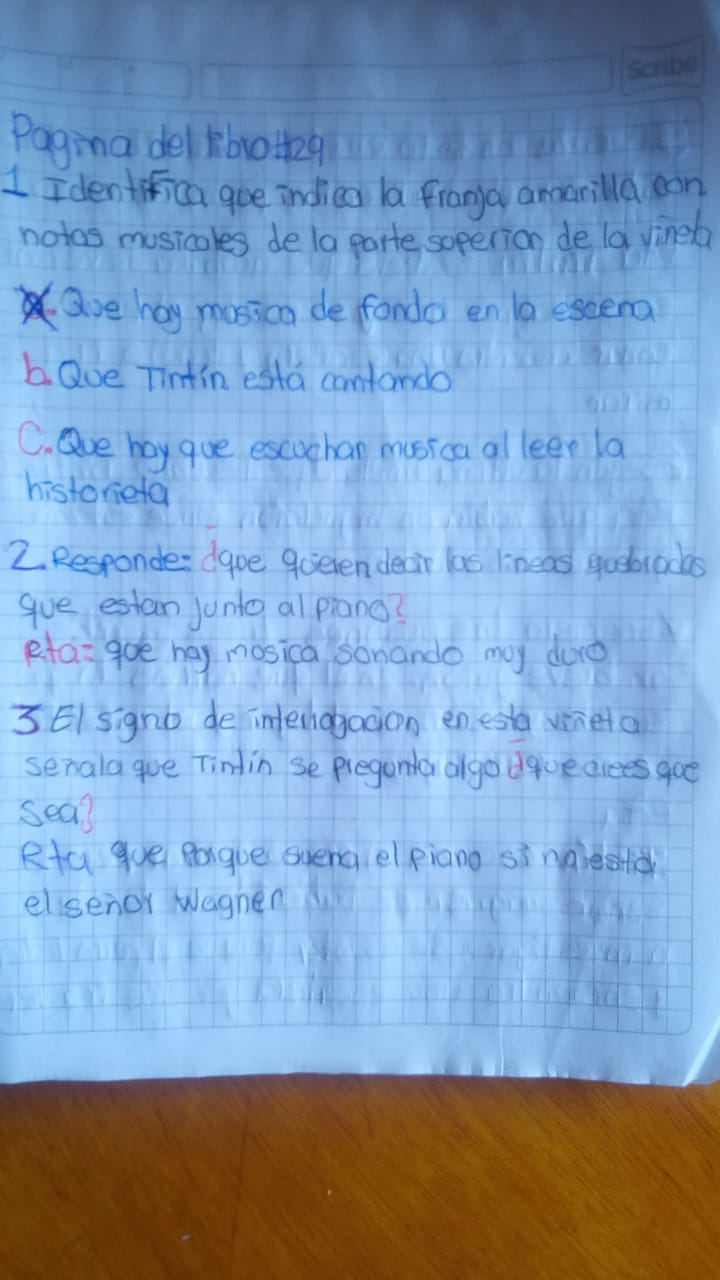 Scribe
Pagina del libro #29
1 Identifica que indica la franja amarilla con
notas musicales de la parte superior de la viñeta
a. Que hay musica de fondo en la escena
b. Que Tintín está cantando
C. Que hay que escuchar musica al leer la
historieta
2. Responde: ¿que quieren decir las lineas quebradas
que estan junto al piano?
Rta: que hay mosica sonando muy duro
3 El signo de interrogacion en esta viñeta
señala que Tintín se pregunta algo ¿que crees que
sea?
Rta que Porque suena el piano si no está
el señor Wagner